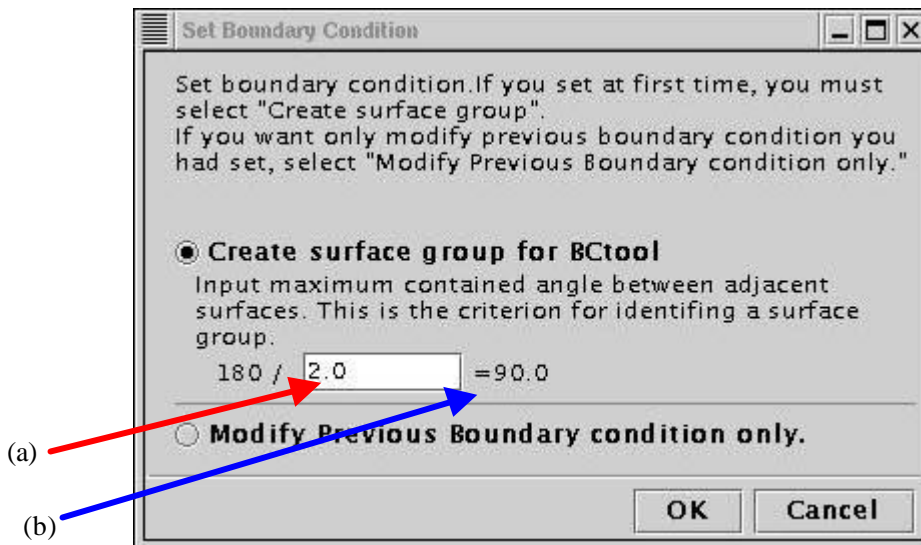 Set Boundary Condition
Set boundary condition.If you set at first time, you must
select "Create surface group".
If you want only modify previous boundary condition you
had set, select "Modify Previous Boundary condition only."
Create surface group for BCtool
Input maximum contained angle between adjacent
surfaces. This is the criterion for identifing a surface
group.
180 / 2.0 =90.0
(a)
Modify Previous Boundary condition only.
(b)
OK Cancel